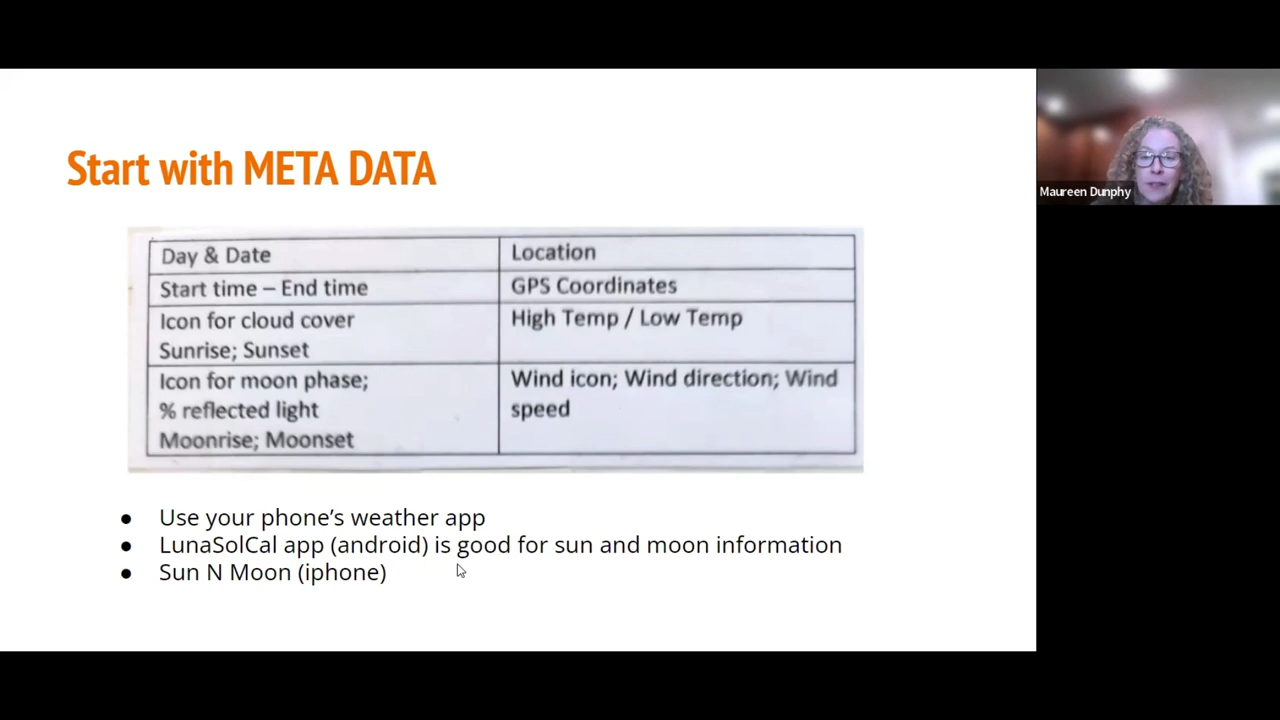 Start with META DATA
Maureen Dunphy
Day & Date
Location
Start time – End time
GPS Coordinates
Icon for cloud cover
Sunrise; Sunset
High Temp / Low Temp
Icon for moon phase;
% reflected light
Moonrise; Moonset
Wind icon; Wind direction; Wind
speed
● Use your phone’s weather app
● LunaSolCal app (android) is good for sun and moon information
● Sun N Moon (iphone)